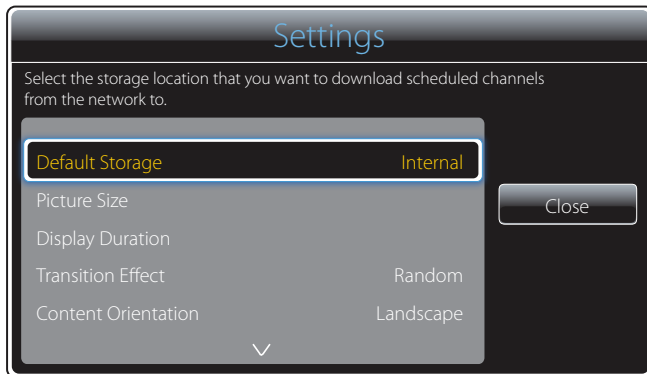 Settings
Select the storage location that you want to download scheduled channels
from the network to.
Default Storage Internal
Picture Size
Close
Display Duration
Transition Effect Random
Content Orientation Landscape